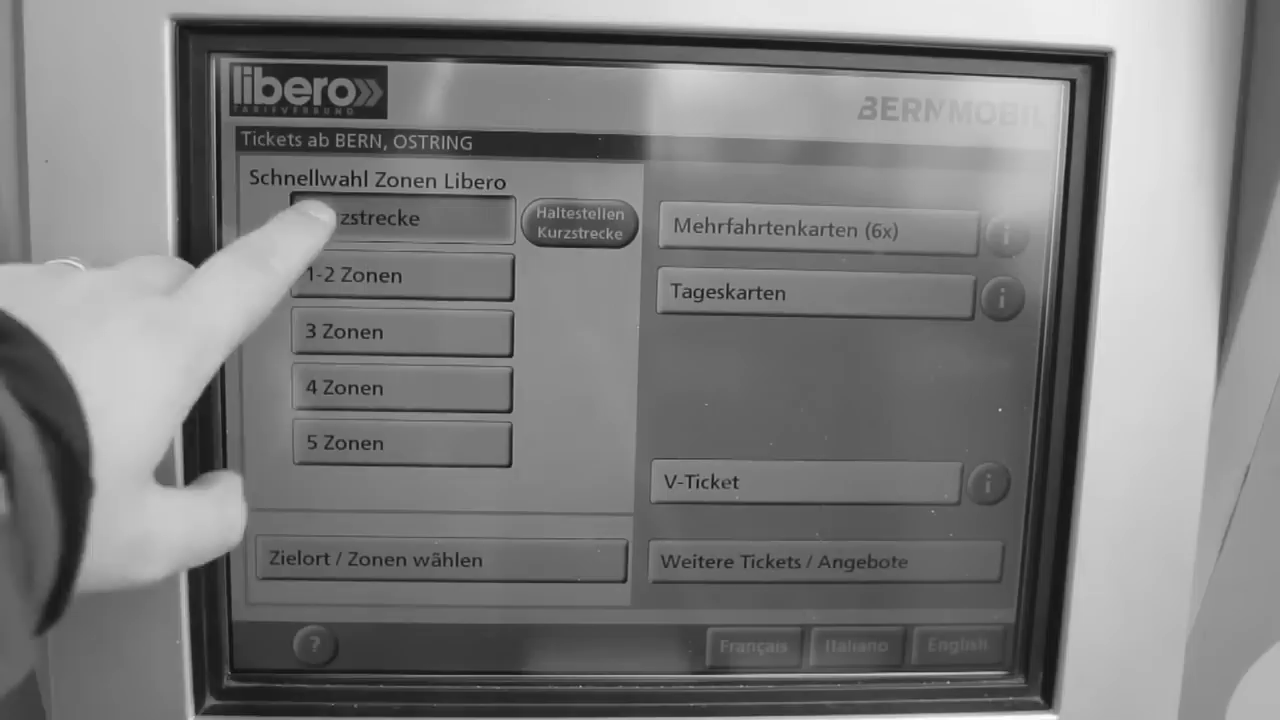 libero
TARIFVERBUND
BERNMOBIL
Tickets ab BERN, OSTRING
Schnellwahl Zonen Libero
zstrecke
Haltestellen
Kurzstrecke
1-2 Zonen
3 Zonen
4 Zonen
5 Zonen
Zielort / Zonen wählen
Mehrfahrtenkarten (6x)
i
Tageskarten
i
V-Ticket
i
Weitere Tickets / Angebote
?
Français
Italiano
English